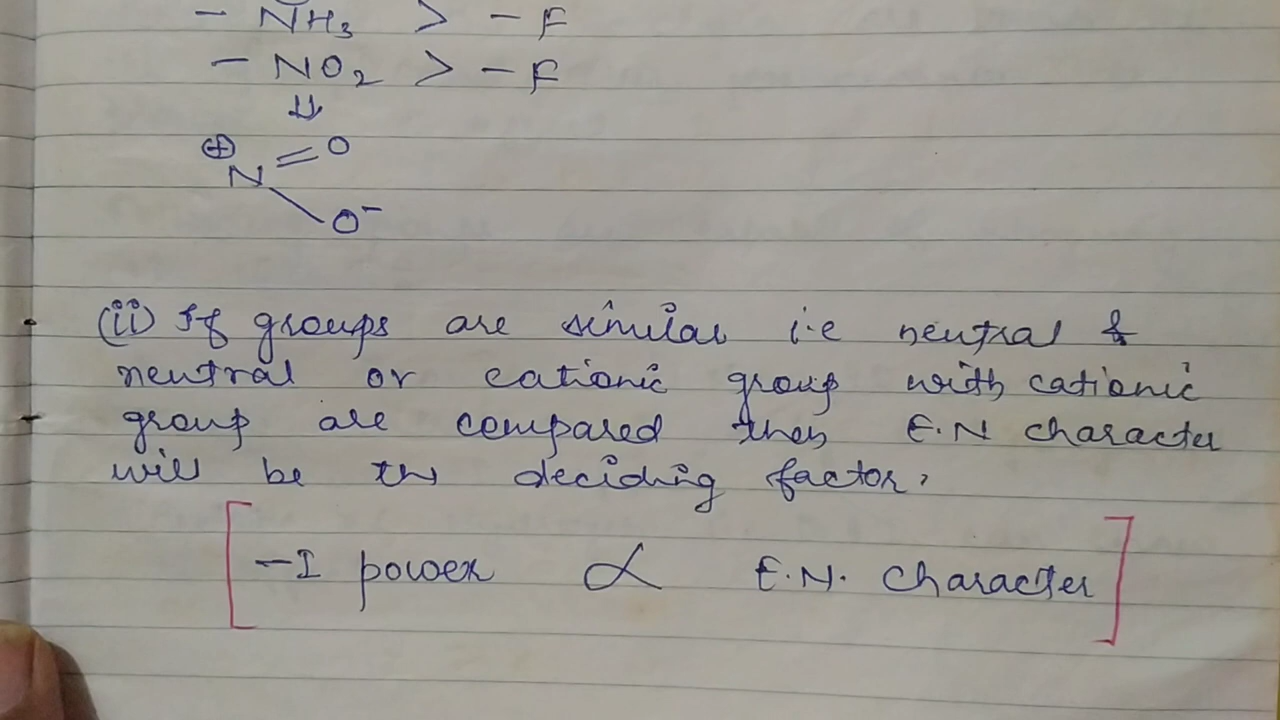 - NH₃ > - F
- NO₂ > - F
⇓
⊕ N = O
O⁻
(ii) If groups are similar i.e neutral &
neutral or cationic group with cationic
group are compared then E.N character
will be the deciding factor.
[-I power ∝ E.N. Character]